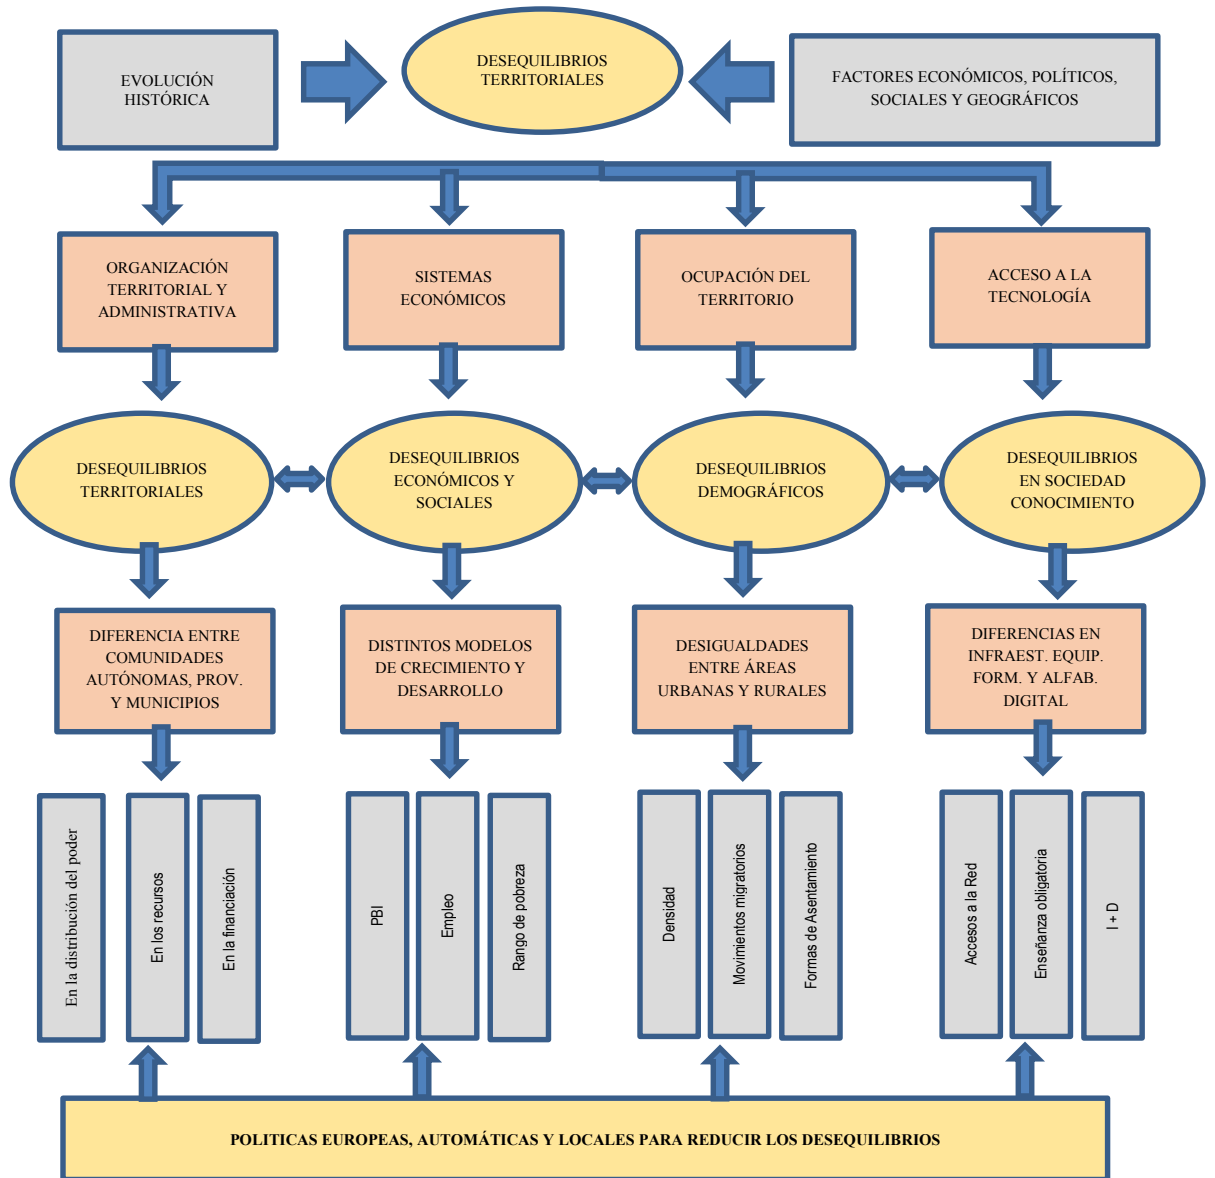 EVOLUCIÓN
HISTÓRICA
DESEQUILIBRIOS
TERRITORIALES
FACTORES ECONÓMICOS, POLÍTICOS,
SOCIALES Y GEOGRÁFICOS
ORGANIZACIÓN
TERRITORIAL Y
ADMINISTRATIVA
SISTEMAS
ECONÓMICOS
OCUPACIÓN DEL
TERRITORIO
ACCESO A LA
TECNOLOGÍA
DESEQUILIBRIOS
TERRITORIALES
DESEQUILIBRIOS
ECONÓMICOS Y
SOCIALES
DESEQUILIBRIOS
DEMOGRÁFICOS
DESEQUILIBRIOS
EN SOCIEDAD
CONOCIMIENTO
DIFERENCIA ENTRE
COMUNIDADES
AUTÓNOMAS, PROV.
Y MUNICIPIOS
DISTINTOS MODELOS
DE CRECIMIENTO Y
DESARROLLO
DESIGUALDADES
ENTRE ÁREAS
URBANAS Y RURALES
DIFERENCIAS EN
INFRAEST. EQUIP.
FORM. Y ALFAB.
DIGITAL
En la distribución del poder
En los recursos
En la financiación
PBI
Empleo
Rango de pobreza
Densidad
Movimientos migratorios
Formas de Asentamiento
Accesos a la Red
Enseñanza obligatoria
I + D
POLITICAS EUROPEAS, AUTOMÁTICAS Y LOCALES PARA REDUCIR LOS DESEQUILIBRIOS